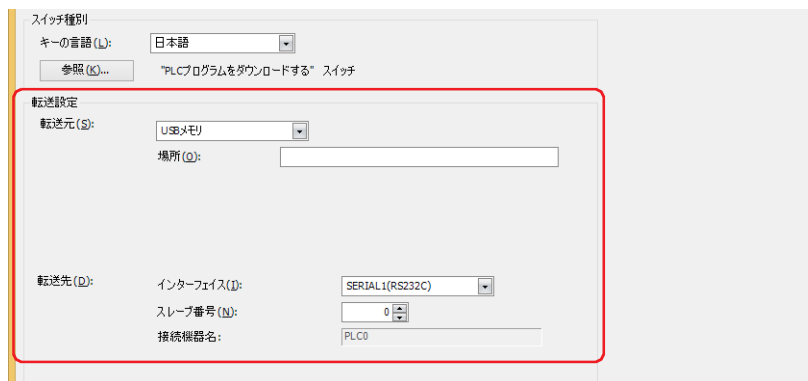 スイッチ種別
キーの言語(L): 日本語
参照(K)... "PLCプログラムをダウンロードする" スイッチ
転送設定
転送元(S): USBメモリ
場所(O):
転送先(D): インターフェイス(I): SERIAL1(RS232C)
スレーブ番号(N): 0
接続機器名: PLC0